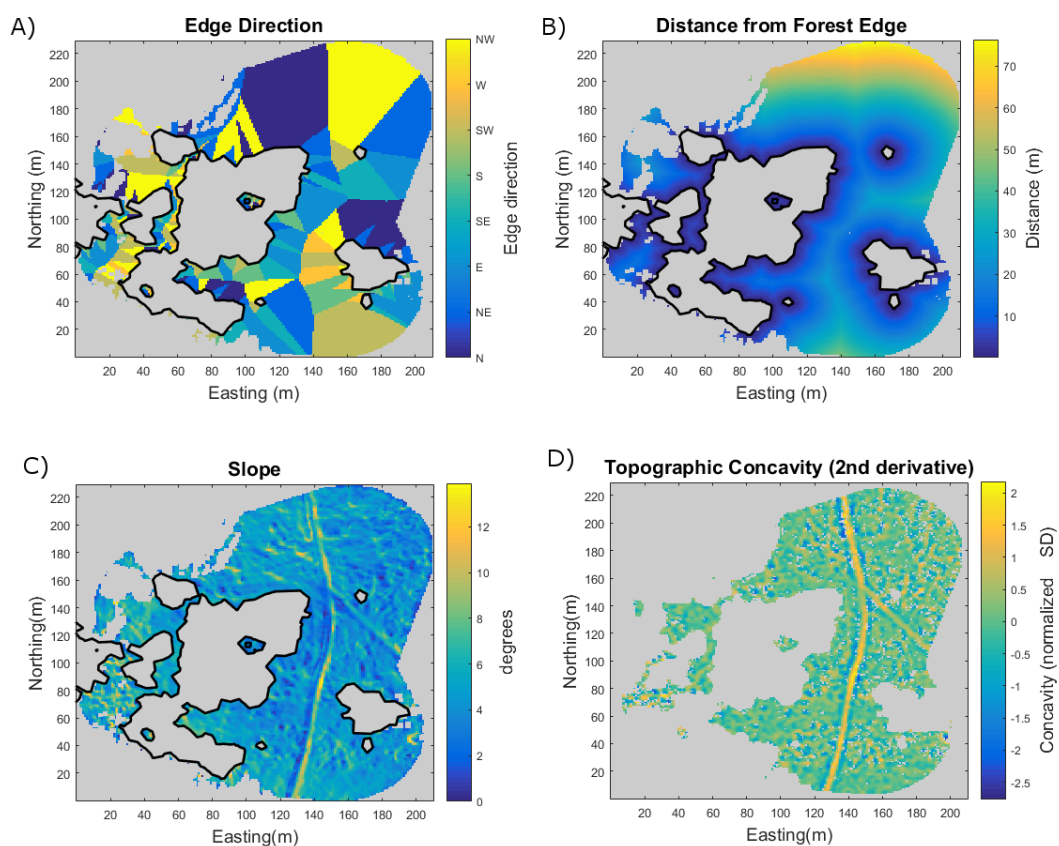 A)
Edge Direction
220
200
180
160
140
120
100
80
60
40
20
Northing (m)
20 40 60 80 100 120 140 160 180 200
Easting (m)
NW
W
SW
S
SE
E
NE
N
Edge direction
B)
Distance from Forest Edge
220
200
180
160
140
120
100
80
60
40
20
Northing (m)
20 40 60 80 100 120 140 160 180 200
Easting (m)
70
60
50
40
30
20
10
Distance (m)
C)
Slope
220
200
180
160
140
120
100
80
60
40
20
Northing(m)
20 40 60 80 100 120 140 160 180 200
Easting(m)
12
10
8
6
4
2
0
degrees
D)
Topographic Concavity (2nd derivative)
220
200
180
160
140
120
100
80
60
40
20
Northing(m)
20 40 60 80 100 120 140 160 180 200
Easting(m)
2
1.5
1
0.5
0
-0.5
-1
-1.5
-2
-2.5
Concavity (normalized SD)